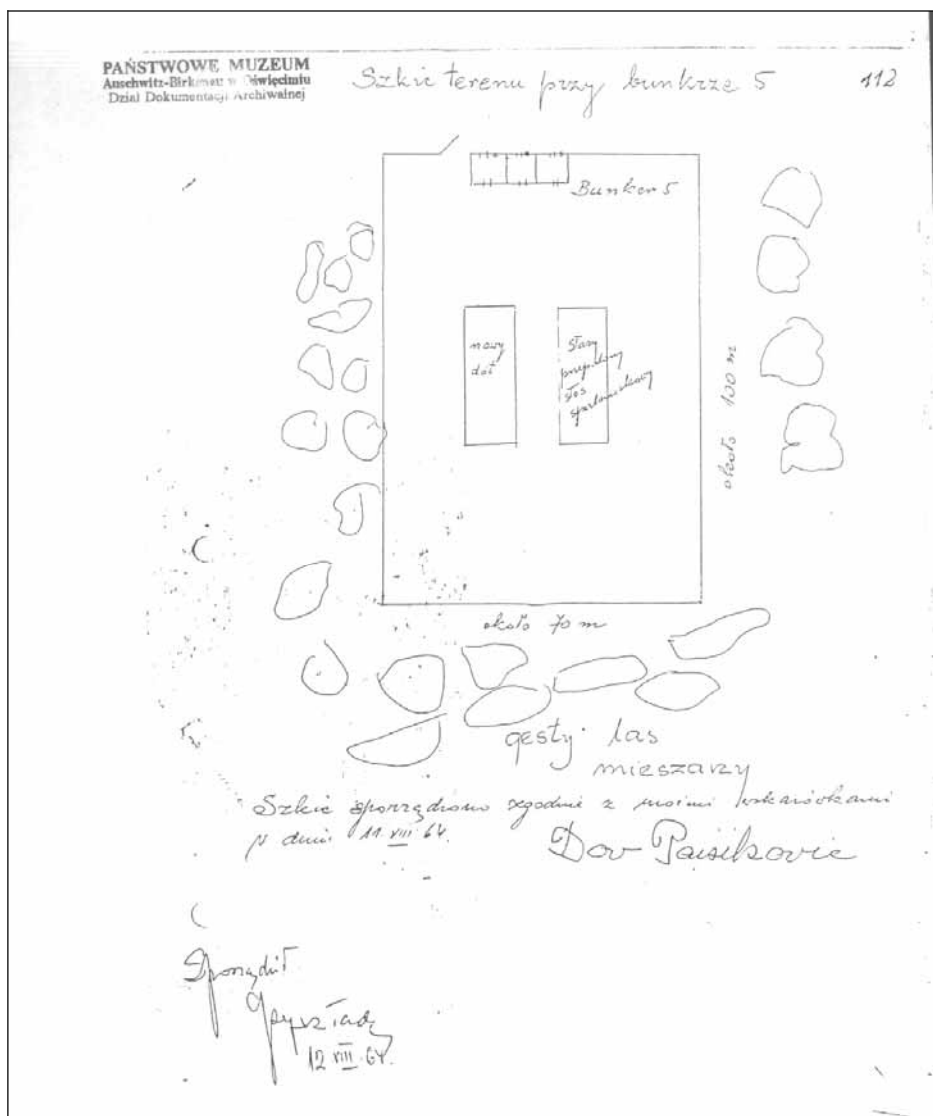 PAŃSTWOWE MUZEUM
Auschwitz-Birkenau w Oświęcimiu
Dział Dokumentacji Archiwalnej
Szkic terenu przy bunkrze 5
112
Bunker 5
nowy
dół
stary
stos
około 100 m
około 70 m
gęsty las
mieszany
Szkic sporządzono zgodnie z moimi wskazówkami
w dniu 11.VIII.64.
Dov Paisikovic
Sporządził
12 VIII 64.